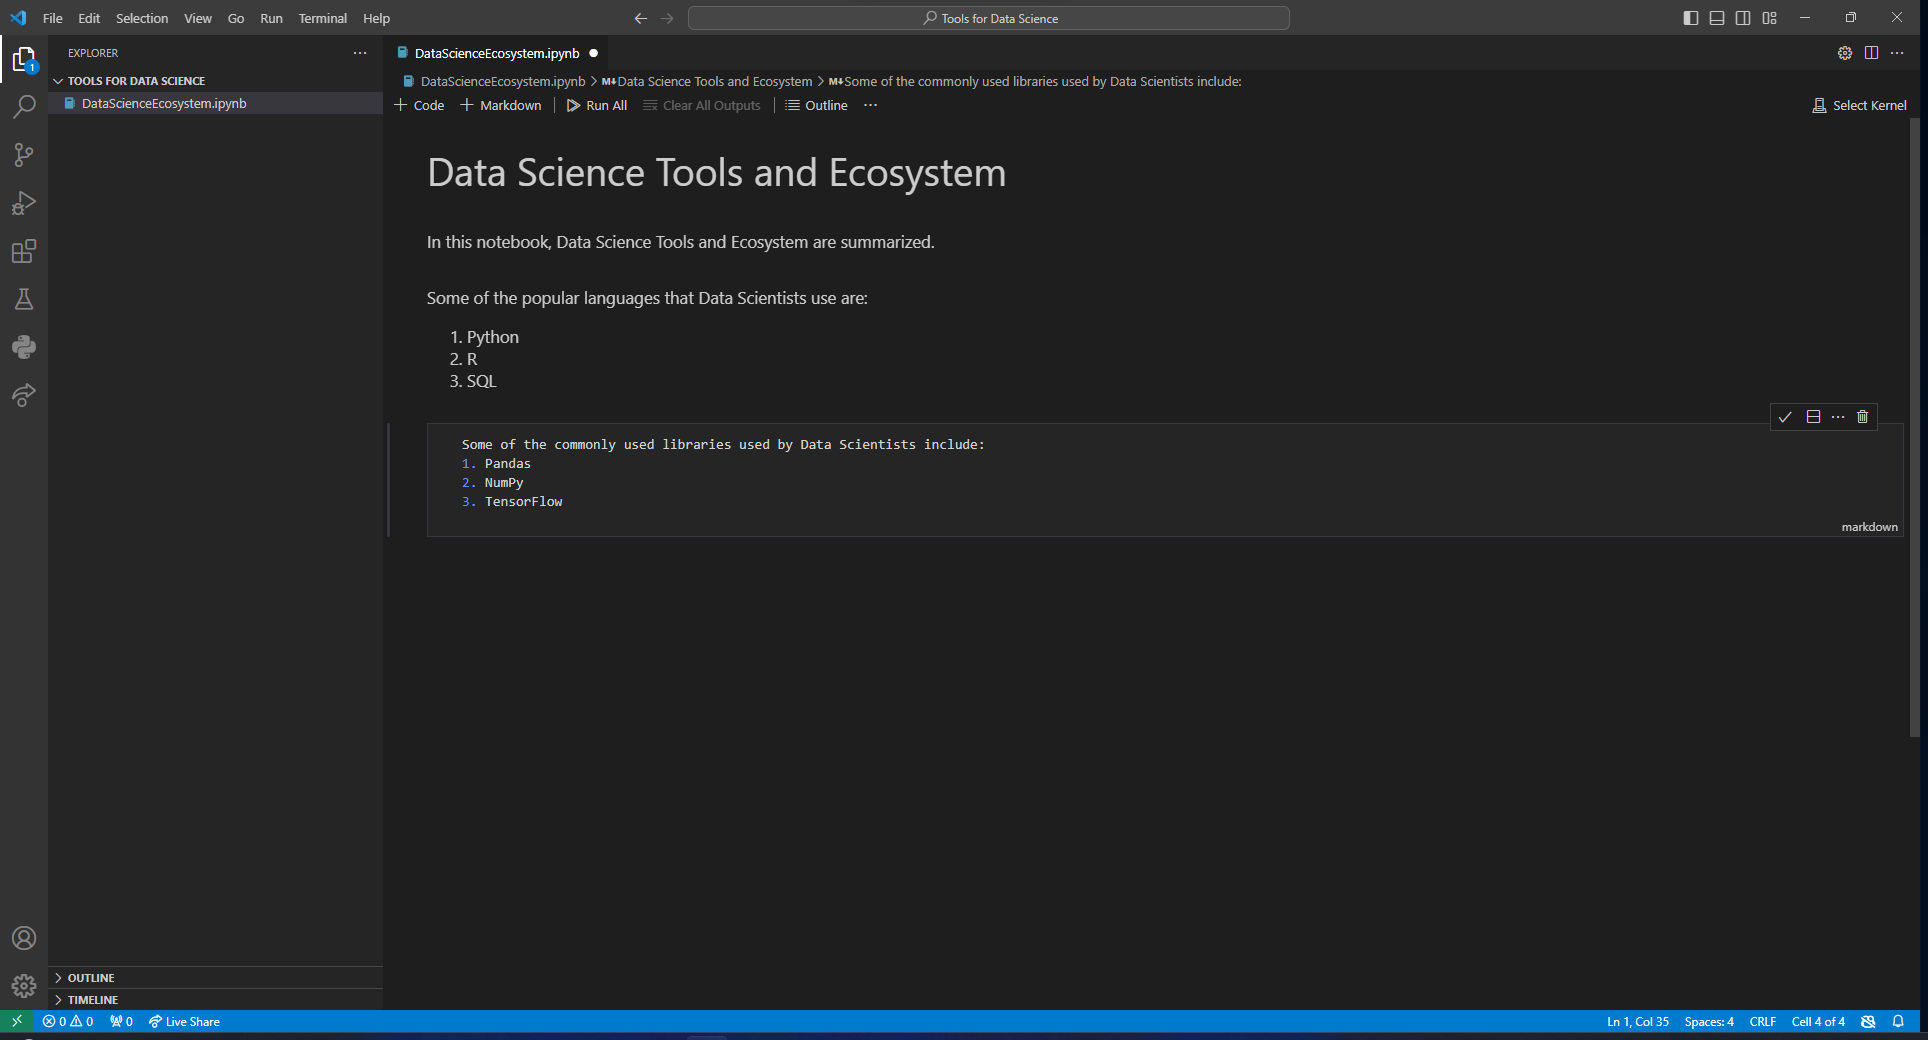 File Edit Selection View Go Run Terminal Help
Tools for Data Science
EXPLORER
1
TOOLS FOR DATA SCIENCE
DataScienceEcosystem.ipynb
OUTLINE
TIMELINE
DataScienceEcosystem.ipynb
DataScienceEcosystem.ipynb > M↓Data Science Tools and Ecosystem > M↓Some of the commonly used libraries used by Data Scientists include:
+ Code + Markdown Run All Clear All Outputs Outline ··· Select Kernel
Data Science Tools and Ecosystem
In this notebook, Data Science Tools and Ecosystem are summarized.
Some of the popular languages that Data Scientists use are:
1. Python
2. R
3. SQL
Some of the commonly used libraries used by Data Scientists include:
1. Pandas
2. NumPy
3. TensorFlow
markdown
0 0 0 Live Share Ln 1, Col 35 Spaces: 4 CRLF Cell 4 of 4